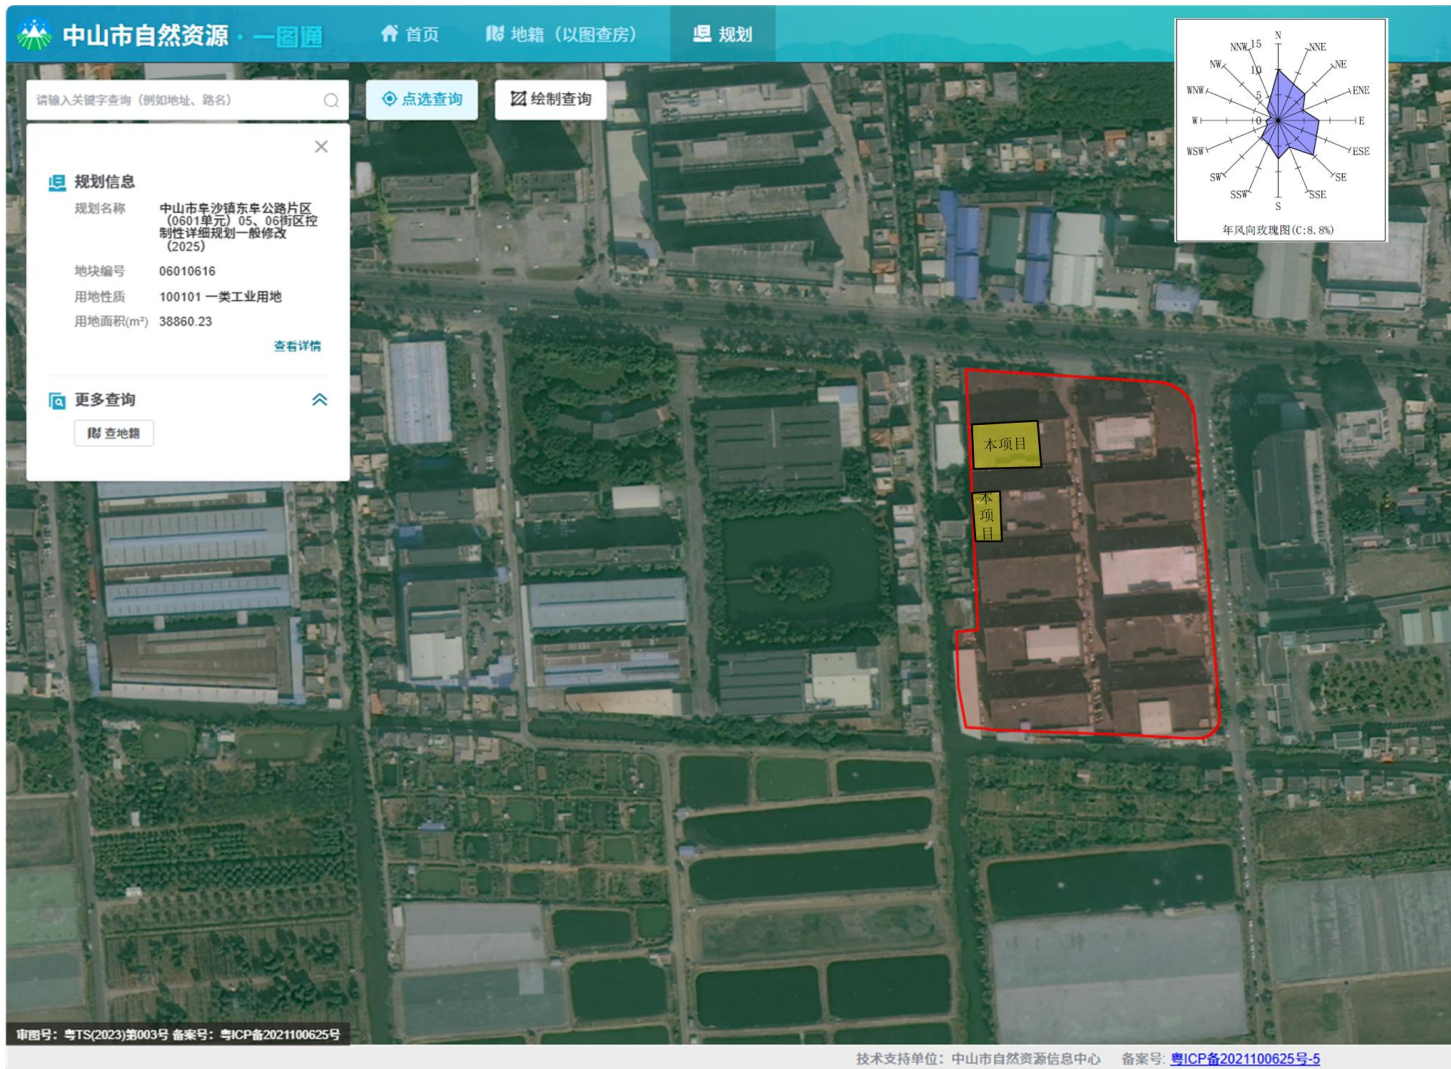 中山市自然资源·一图通
首页
地籍（以图查房）
规划
请输入关键字查询（例如地址、路名）
点选查询
绘制查询
规划信息
规划名称
中山市阜沙镇东阜公路片区
（0601单元）05、06街区控
制性详细规划一般修改
（2025）
地块编号
06010616
用地性质
100101 一类工业用地
用地面积(m²)
38860.23
查看详情
更多查询
查地籍
N
NNE
NE
ENE
E
ESE
SE
SSE
S
SSW
SW
WSW
W
WNW
NW
NNW
15
10
5
0
年风向玫瑰图(C:8.8%)
本项目
本
项
目
审图号：粤TS(2023)第003号 备案号：粤ICP备2021100625号
技术支持单位：中山市自然资源信息中心
备案号: 粤ICP备2021100625号-5